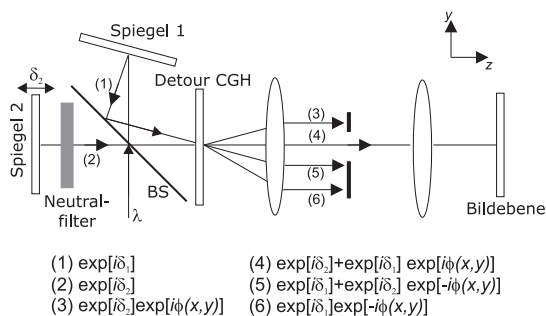 Spiegel 1
y
z
δ₂
(1)
Detour CGH
Spiegel 2
(2)
(3)
(4)
(5)
(6)
BS
Neutral-
filter
λ
Bildebene
(1) exp[iδ₁]
(2) exp[iδ₂]
(3) exp[iδ₂]exp[iϕ(x,y)]
(4) exp[iδ₂]+exp[iδ₁] exp[iϕ(x,y)]
(5) exp[iδ₁]+exp[iδ₂] exp[-iϕ(x,y)]
(6) exp[iδ₁]exp[-iϕ(x,y)]